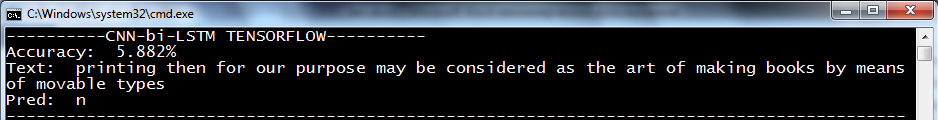 C:\Windows\system32\cmd.exe
----------CNN-bi-LSTM TENSORFLOW----------
Accuracy:  5.882%
Text:  printing then for our purpose may be considered as the art of making books by means
of movable types
Pred:  n
------------------------------------------------------------------------------------------